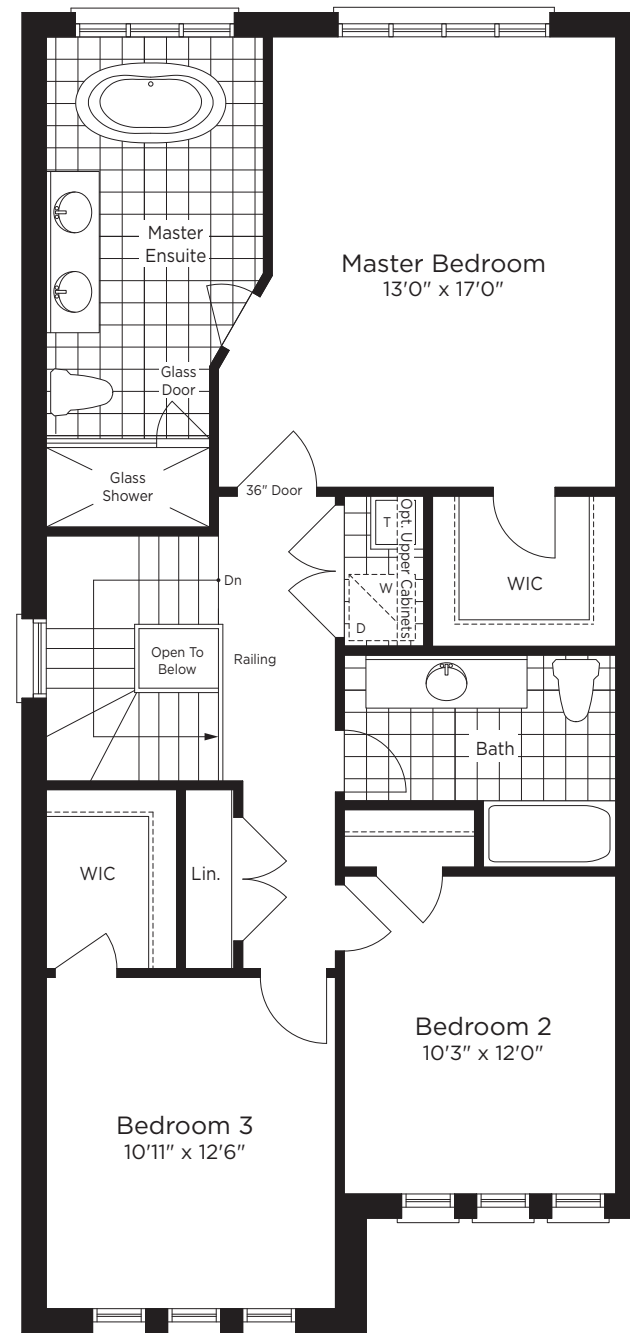 Master
Ensuite
Master Bedroom
13'0" x 17'0"
Glass
Door
Glass
Shower
36" Door
T
Opt. Upper Cabinets
W
D
WIC
Dn
Open To
Below
Railing
Bath
WIC
Lin.
Bedroom 2
10'3" x 12'0"
Bedroom 3
10'11" x 12'6"